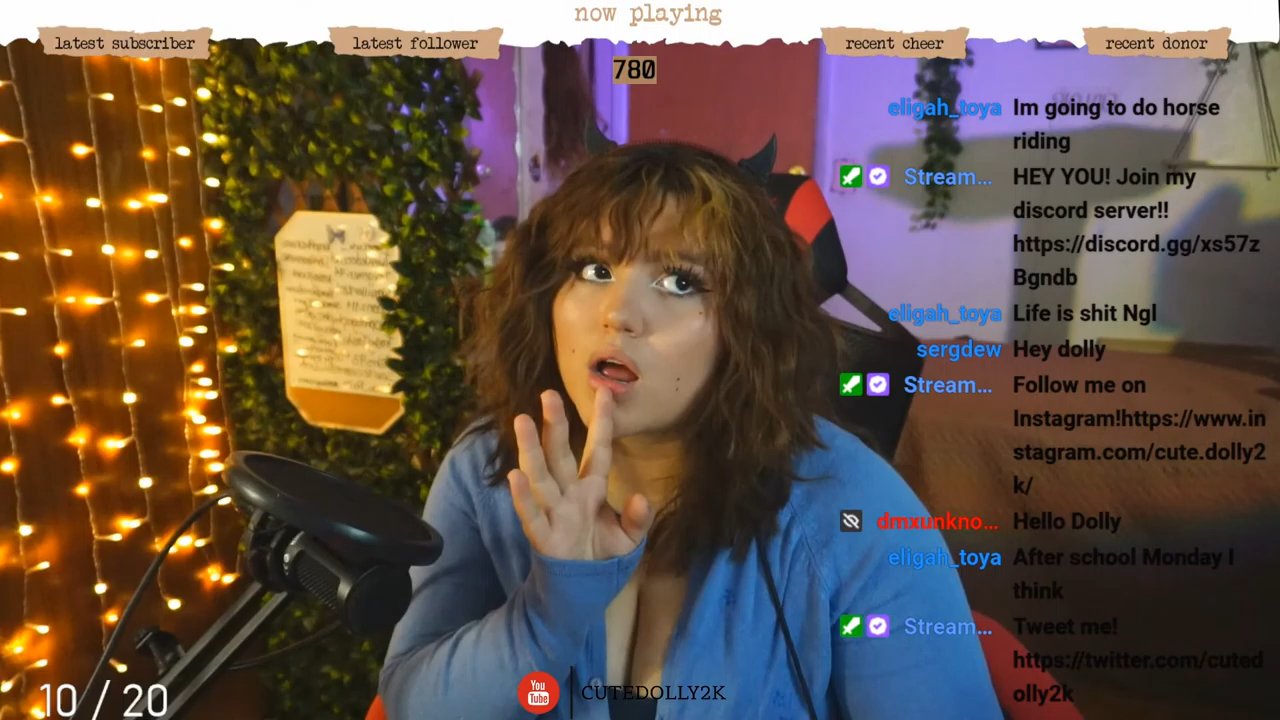 now playing
latest subscriber
latest follower
recent cheer
recent donor
780
eligah_toya Im going to do horse
riding
Stream... HEY YOU! Join my
discord server!!
https://discord.gg/xs57z
Bgndb
eligah_toya Life is shit Ngl
sergdew Hey dolly
Stream... Follow me on
Instagram!https://www.in
stagram.com/cute.dolly2
k/
dmxunkno... Hello Dolly
eligah_toya After school Monday I
think
Stream... Tweet me!
https://twitter.com/cuted
olly2k
10 / 20
You
Tube
CUTEDOLLY2K